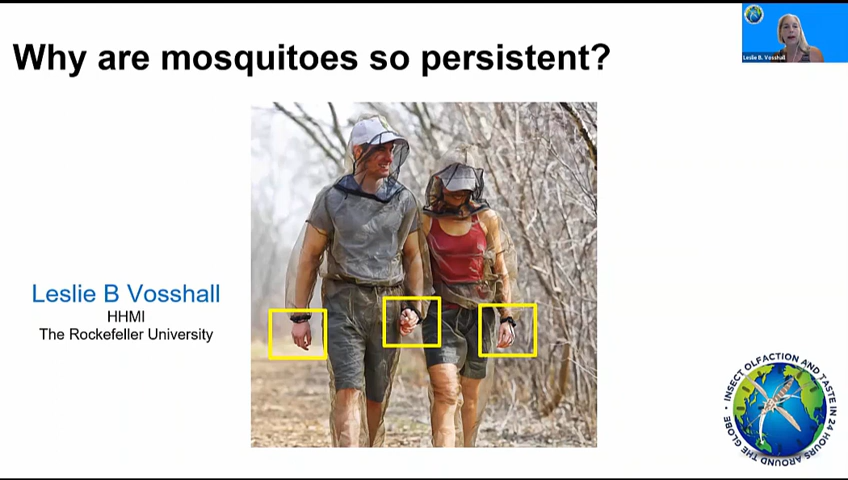 Why are mosquitoes so persistent?
Leslie B. Vosshall
Leslie B Vosshall
HHMI
The Rockefeller University
INSECT OLFACTION AND TASTE IN 24 HOURS AROUND THE GLOBE